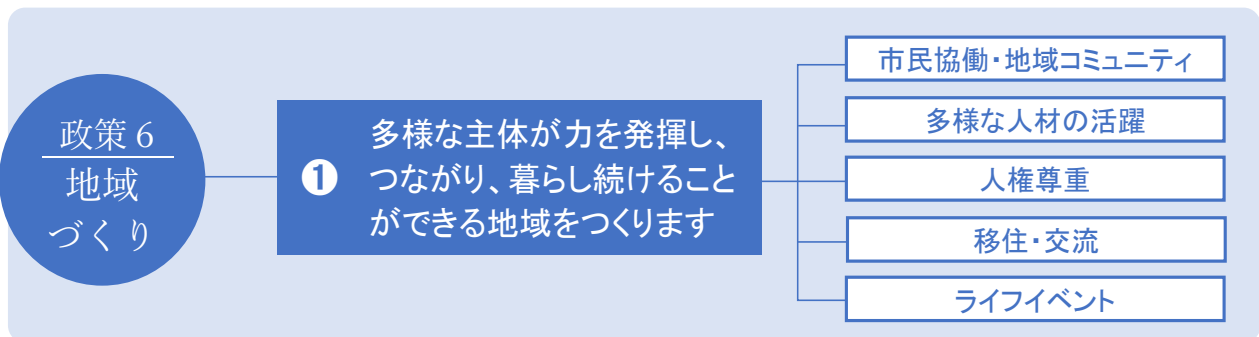 政策6
地域
づくり
❶
多様な主体が力を発揮し、
つながり、暮らし続けること
ができる地域をつくります
市民協働・地域コミュニティ
多様な人材の活躍
人権尊重
移住・交流
ライフイベント